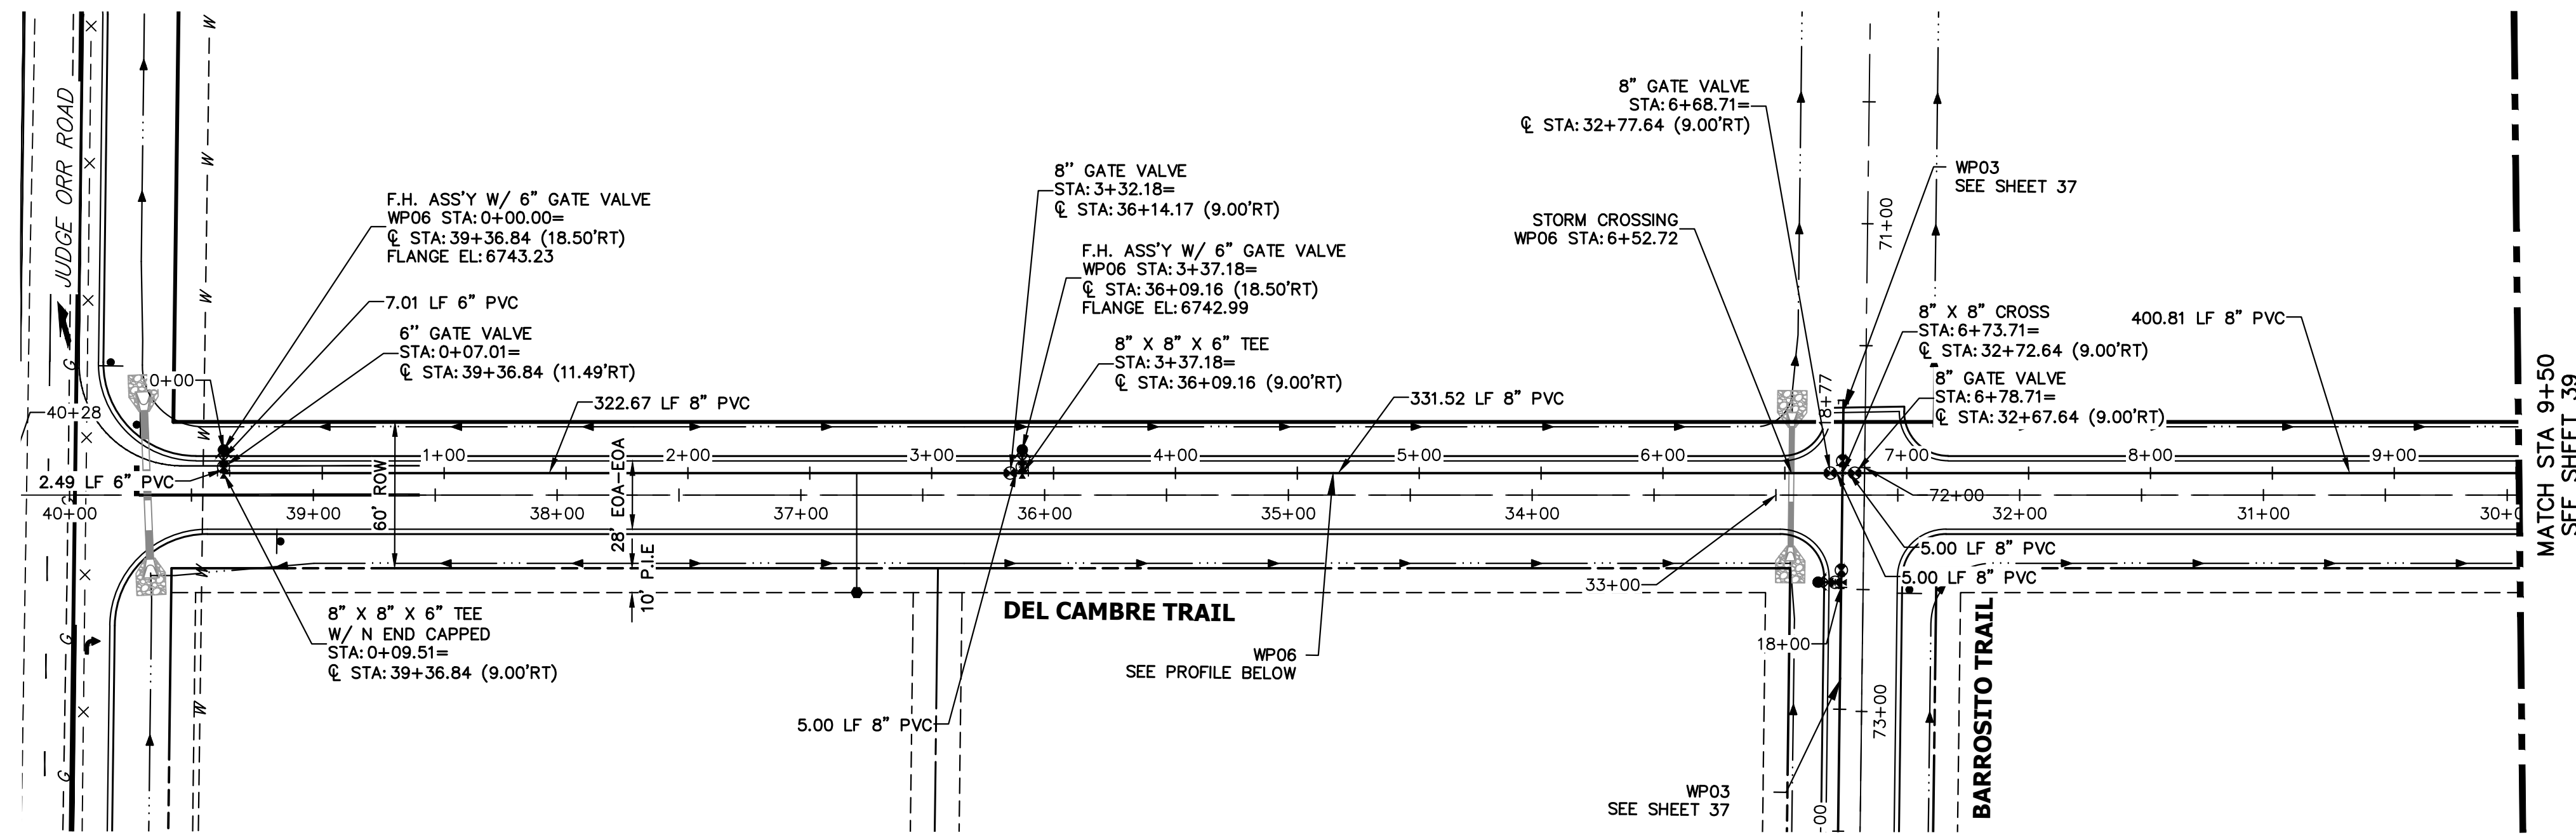 JUDGE ORR ROAD
F.H. ASS'Y W/ 6" GATE VALVE
WP06 STA:0+00.00=
℄ STA:39+36.84 (18.50'RT)
FLANGE EL:6743.23
7.01 LF 6" PVC
6'' GATE VALVE
STA:0+07.01=
℄ STA:39+36.84 (11.49'RT)
8'' GATE VALVE
STA:3+32.18=
℄ STA:36+14.17 (9.00'RT)
F.H. ASS'Y W/ 6" GATE VALVE
WP06 STA:3+37.18=
℄ STA:36+09.16 (18.50'RT)
FLANGE EL:6742.99
8" X 8" X 6" TEE
STA:3+37.18=
℄ STA:36+09.16 (9.00'RT)
8" GATE VALVE
STA:6+68.71=
℄ STA:32+77.64 (9.00'RT)
STORM CROSSING
WP06 STA:6+52.72
WP03
SEE SHEET 37
71+00
8" X 8" CROSS
STA:6+73.71=
℄ STA:32+72.64 (9.00'RT)
400.81 LF 8" PVC
8" GATE VALVE
STA:6+78.71=
℄ STA:32+67.64 (9.00'RT)
MATCH STA 9+50
SEE SHEET 39
0+00
40+28
322.67 LF 8" PVC
331.52 LF 8" PVC
18+77
1+00
2+00
3+00
4+00
5+00
6+00
7+00
8+00
9+00
2.49 LF 6" PVC
60' ROW
28' EOA-EOA
10' P.I.E
72+00
40+00
39+00
38+00
37+00
36+00
35+00
34+00
32+00
31+00
5.00 LF 8" PVC
5.00 LF 8" PVC
33+00
DEL CAMBRE TRAIL
8" X 8" X 6" TEE
W/ N END CAPPED
STA:0+09.51=
℄ STA:39+36.84 (9.00'RT)
WP06
SEE PROFILE BELOW
18+00
5.00 LF 8" PVC
73+00
BARROSITO TRAIL
WP03
SEE SHEET 37
W
W
W
W
W
W
W
G
G
G